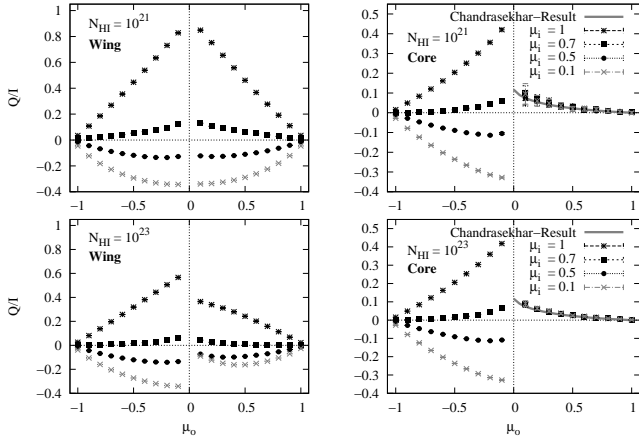 Q/I
1
0.8
0.6
0.4
0.2
0
−0.2
−0.4
−1
−0.5
0
0.5
1
N_HI = 10^21
Wing
0.5
0.4
0.3
0.2
0.1
0
−0.1
−0.2
−0.3
−0.4
−1
−0.5
0
0.5
1
N_HI = 10^21
Core
Chandrasekhar−Result
μ_i = 1
μ_i = 0.7
μ_i = 0.5
μ_i = 0.1
Q/I
1
0.8
0.6
0.4
0.2
0
−0.2
−0.4
−1
−0.5
0
0.5
1
μ_o
N_HI = 10^23
Wing
0.5
0.4
0.3
0.2
0.1
0
−0.1
−0.2
−0.3
−0.4
−1
−0.5
0
0.5
1
μ_o
N_HI = 10^23
Core
Chandrasekhar−Result
μ_i = 1
μ_i = 0.7
μ_i = 0.5
μ_i = 0.1